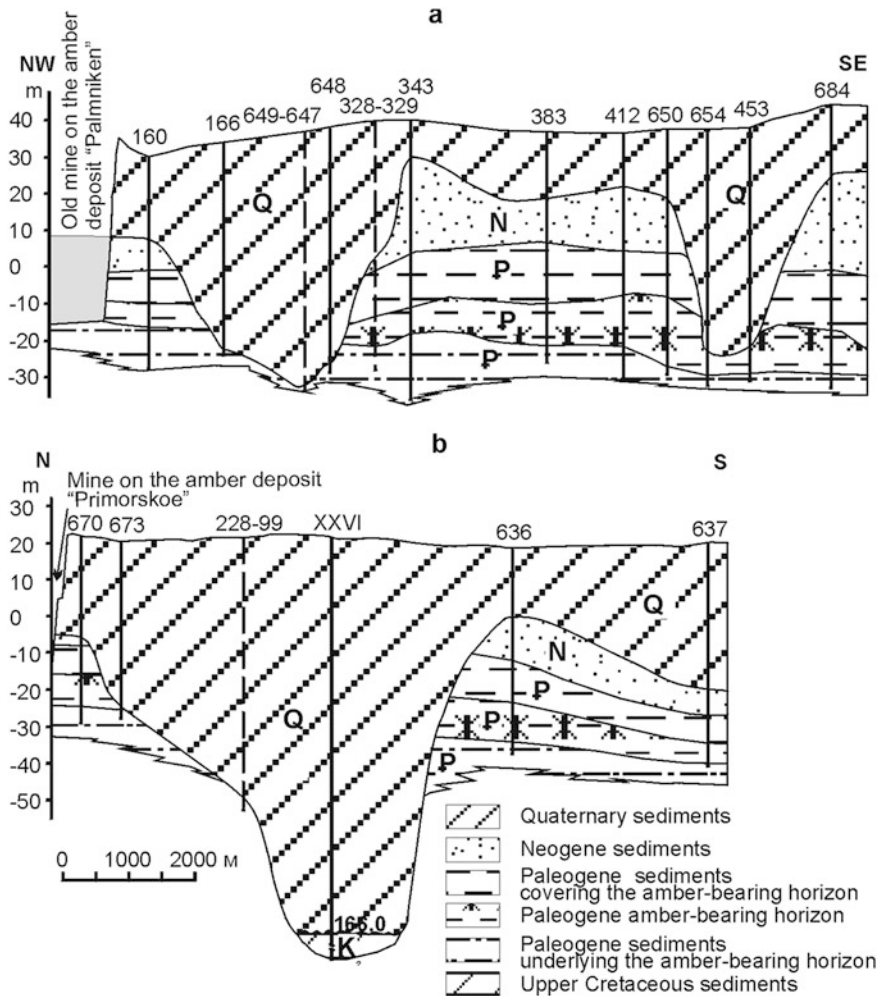 a
NW
SE
m
Old mine on the amber
deposit "Palmniken"
160
166
649-647
648
328-329
343
383
412
650
654
453
684
40
30
20
10
0
-10
-20
-30
Q
N
P
P
P
Q
b
N
S
m
Mine on the amber deposit
"Primorskoe"
670
673
228-99
XXVI
636
637
30
20
10
0
-10
-20
-30
-40
-50
Q
Q
N
P
P
P
166.0
K
0 1000 2000 м
Quaternary sediments
Neogene sediments
Paleogene sediments
covering the amber-bearing horizon
Paleogene amber-bearing horizon
Paleogene sediments
underlying the amber-bearing horizon
Upper Cretaceous sediments